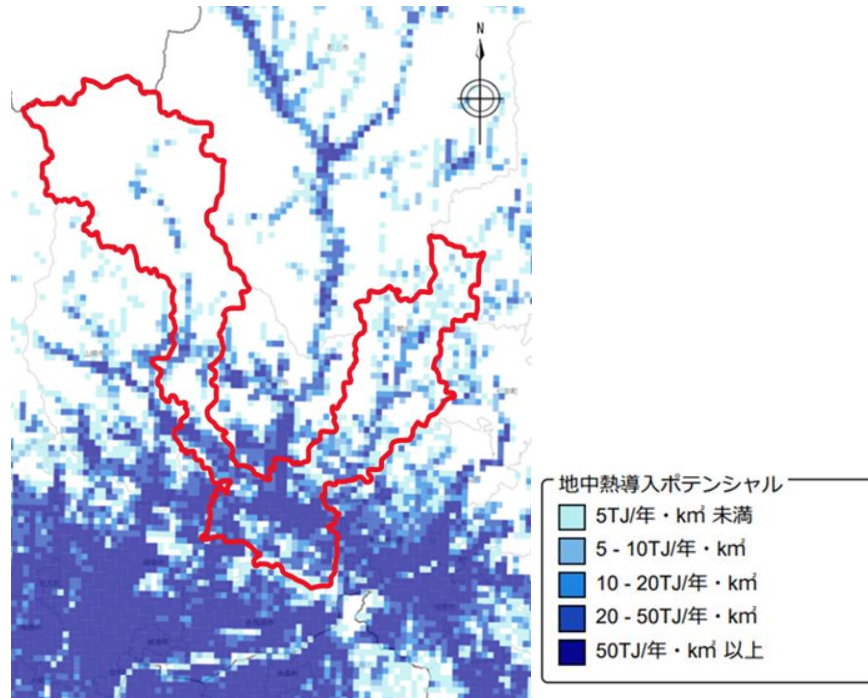 N
地中熱導入ポテンシャル
5TJ/年・k㎡ 未満
5 - 10TJ/年・k㎡
10 - 20TJ/年・k㎡
20 - 50TJ/年・k㎡
50TJ/年・k㎡ 以上